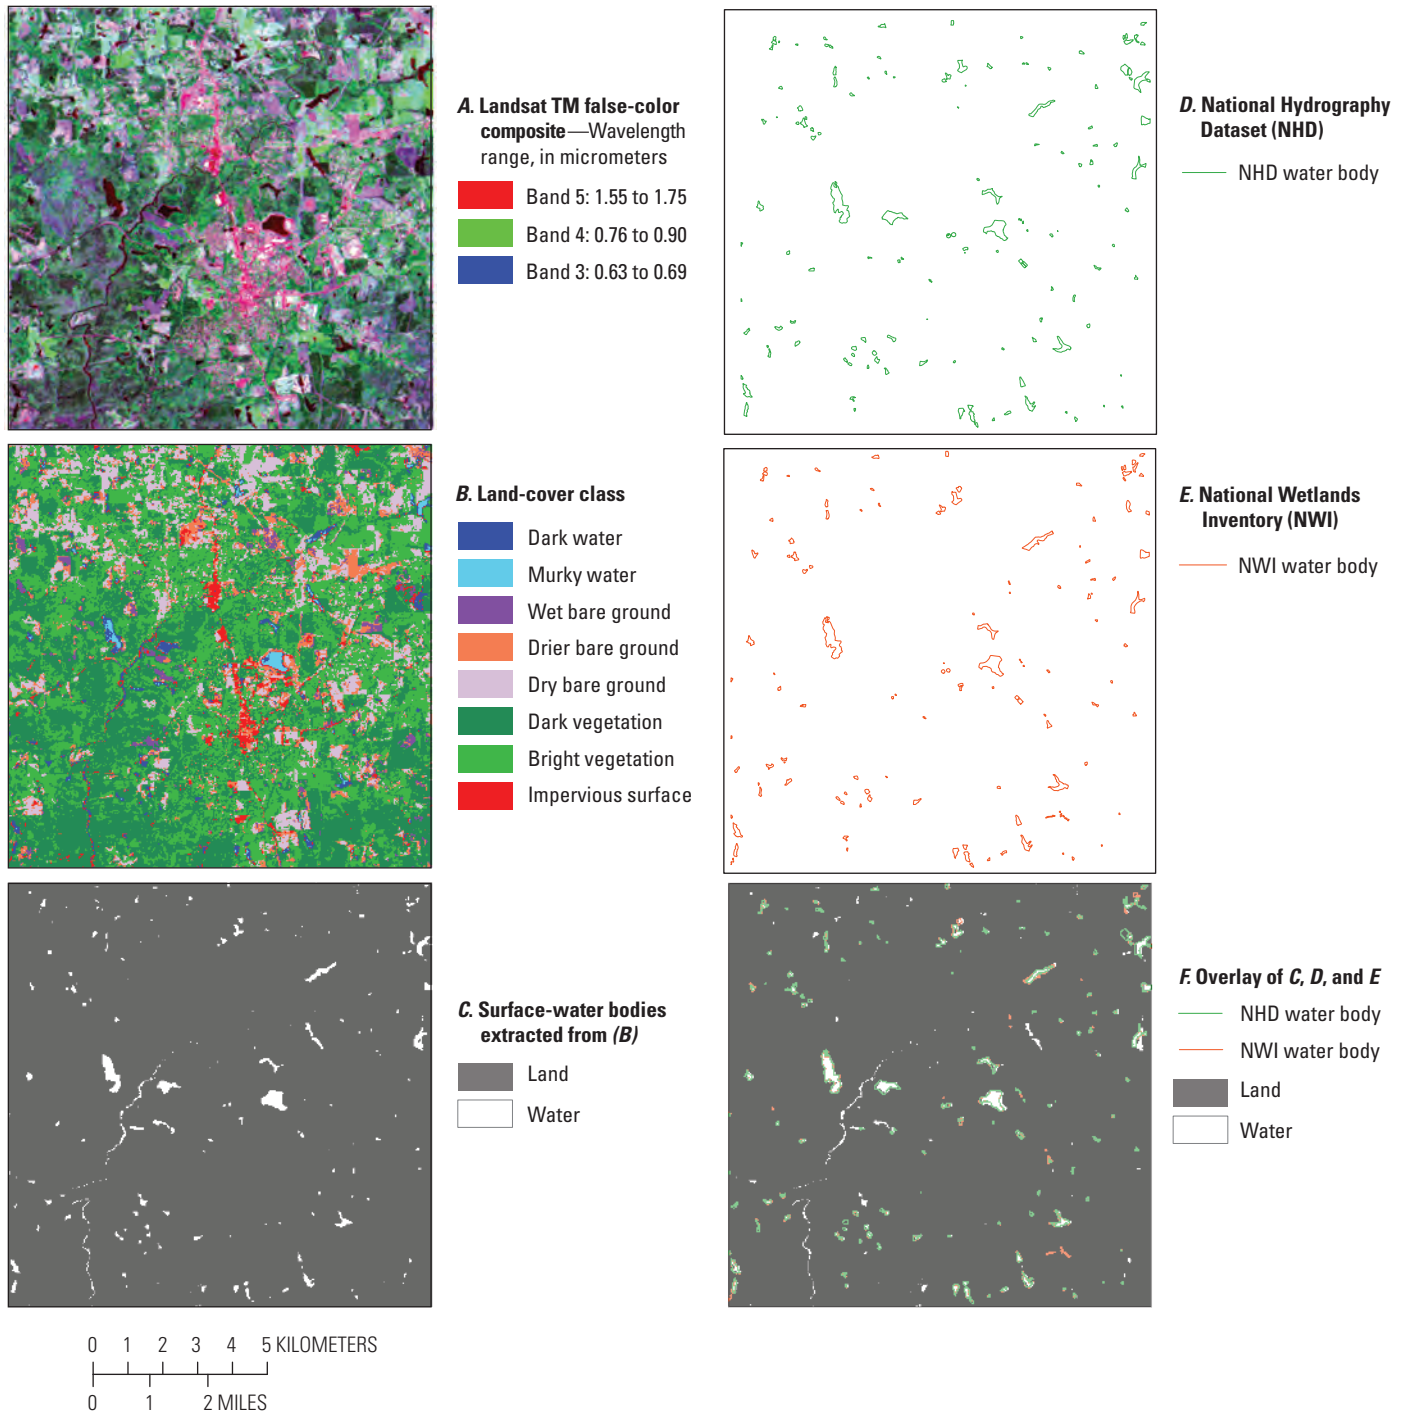 A. Landsat TM false-color
composite—Wavelength
range, in micrometers
Band 5: 1.55 to 1.75
Band 4: 0.76 to 0.90
Band 3: 0.63 to 0.69
B. Land-cover class
Dark water
Murky water
Wet bare ground
Drier bare ground
Dry bare ground
Dark vegetation
Bright vegetation
Impervious surface
C. Surface-water bodies
extracted from (B)
Land
Water
0 1 2 3 4 5 KILOMETERS
0 1 2 MILES
D. National Hydrography
Dataset (NHD)
NHD water body
E. National Wetlands
Inventory (NWI)
NWI water body
F. Overlay of C, D, and E
NHD water body
NWI water body
Land
Water